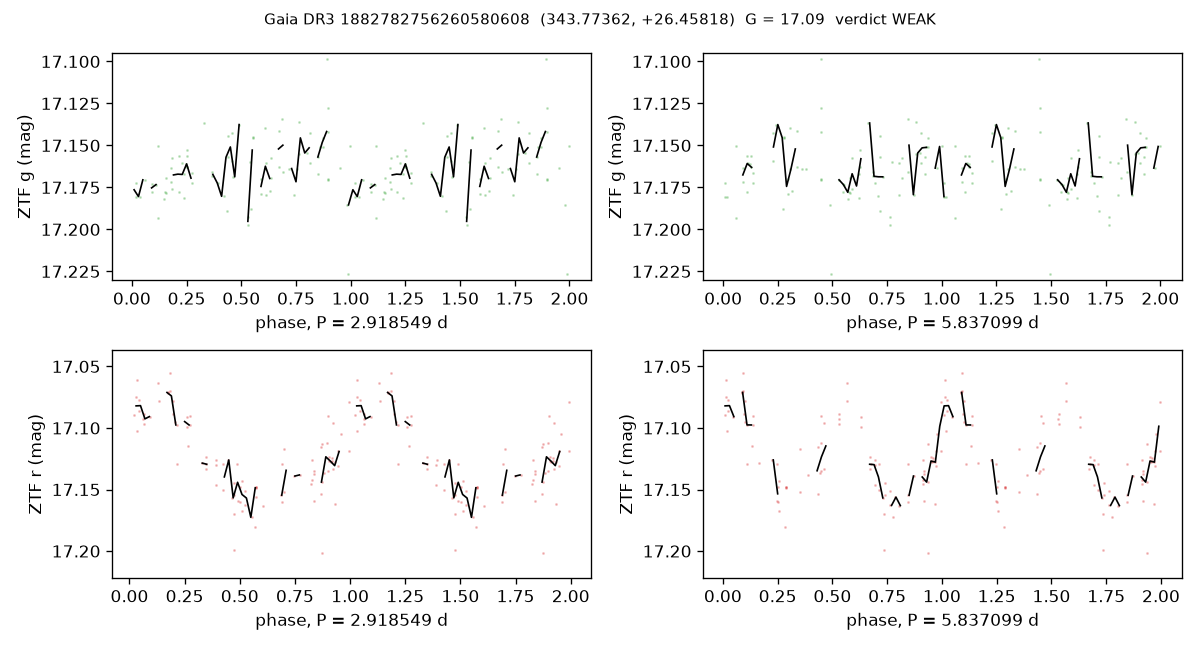 Gaia DR3 1882782756260580608 (343.77362, +26.45818) G = 17.09 verdict WEAK
ZTF g (mag)
17.100
17.125
17.150
17.175
17.200
17.225
0.00 0.25 0.50 0.75 1.00 1.25 1.50 1.75 2.00
phase, P = 2.918549 d
ZTF g (mag)
17.100
17.125
17.150
17.175
17.200
17.225
0.00 0.25 0.50 0.75 1.00 1.25 1.50 1.75 2.00
phase, P = 5.837099 d
ZTF r (mag)
17.05
17.10
17.15
17.20
0.00 0.25 0.50 0.75 1.00 1.25 1.50 1.75 2.00
phase, P = 2.918549 d
ZTF r (mag)
17.05
17.10
17.15
17.20
0.00 0.25 0.50 0.75 1.00 1.25 1.50 1.75 2.00
phase, P = 5.837099 d